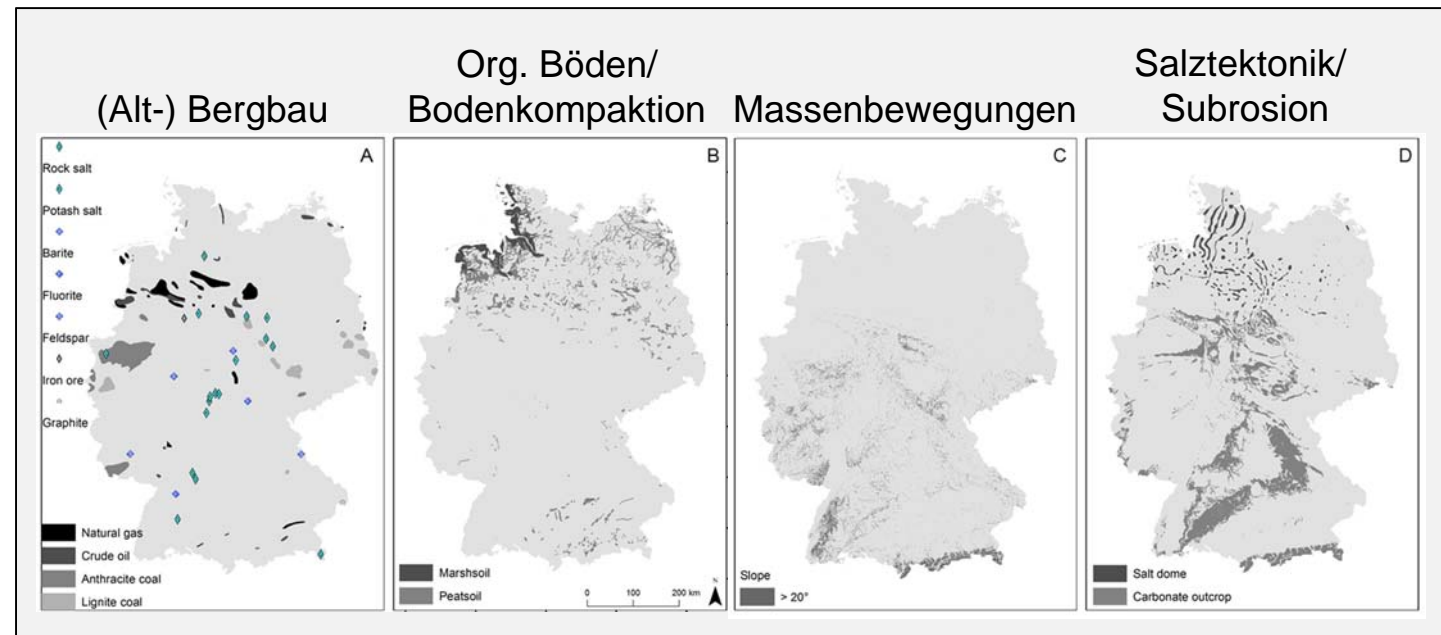 (Alt-) Bergbau
Org. Böden/
Bodenkompaktion
Massenbewegungen
Salztektonik/
Subrosion
A
Rock salt
Potash salt
Barite
Fluorite
Feldspar
Iron ore
Graphite
Natural gas
Crude oil
Anthracite coal
Lignite coal
B
Marshsoil
Peatsoil
0 100 200 km
N
C
Slope
> 20°
D
Salt dome
Carbonate outcrop